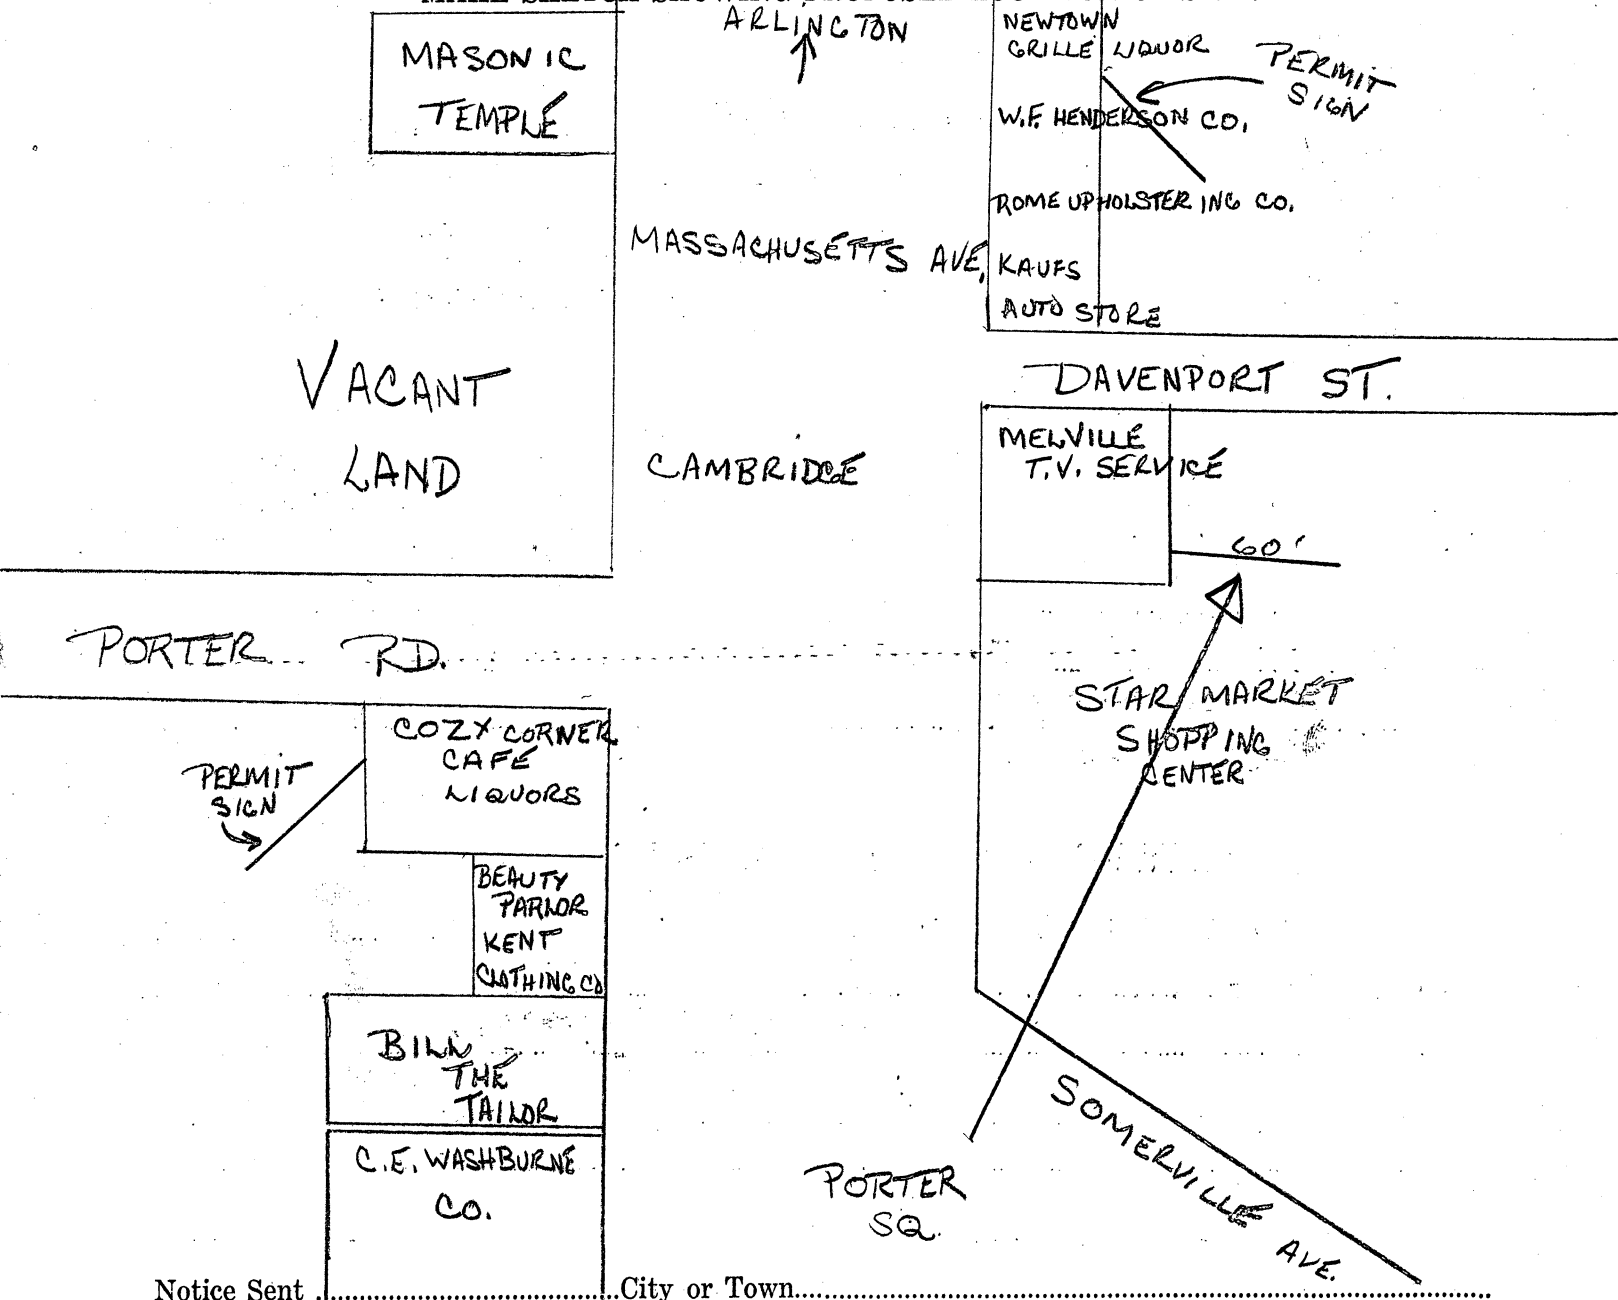 ARLINGTON
MASONIC
TEMPLE
NEWTOWN
GRILLE LIQUOR
PERMIT
SIGN
W.F. HENDERSON CO.
ROME UPHOLSTERING CO.
MASSACHUSETTS AVE.
KAUFS
AUTO STORE
VACANT
LAND
DAVENPORT ST.
CAMBRIDGE
MELVILLE
T.V. SERVICE
60'
PORTER RD.
STAR MARKET
SHOPPING
CENTER
COZY CORNER
CAFÉ
LIQUORS
PERMIT
SIGN
BEAUTY
PARLOR
KENT
CLOTHING CO
BILL
THE
TAILOR
C.E. WASHBURNE
CO.
PORTER
SQ.
SOMERVILLE AVE.
Notice Sent ..........City or Town..........